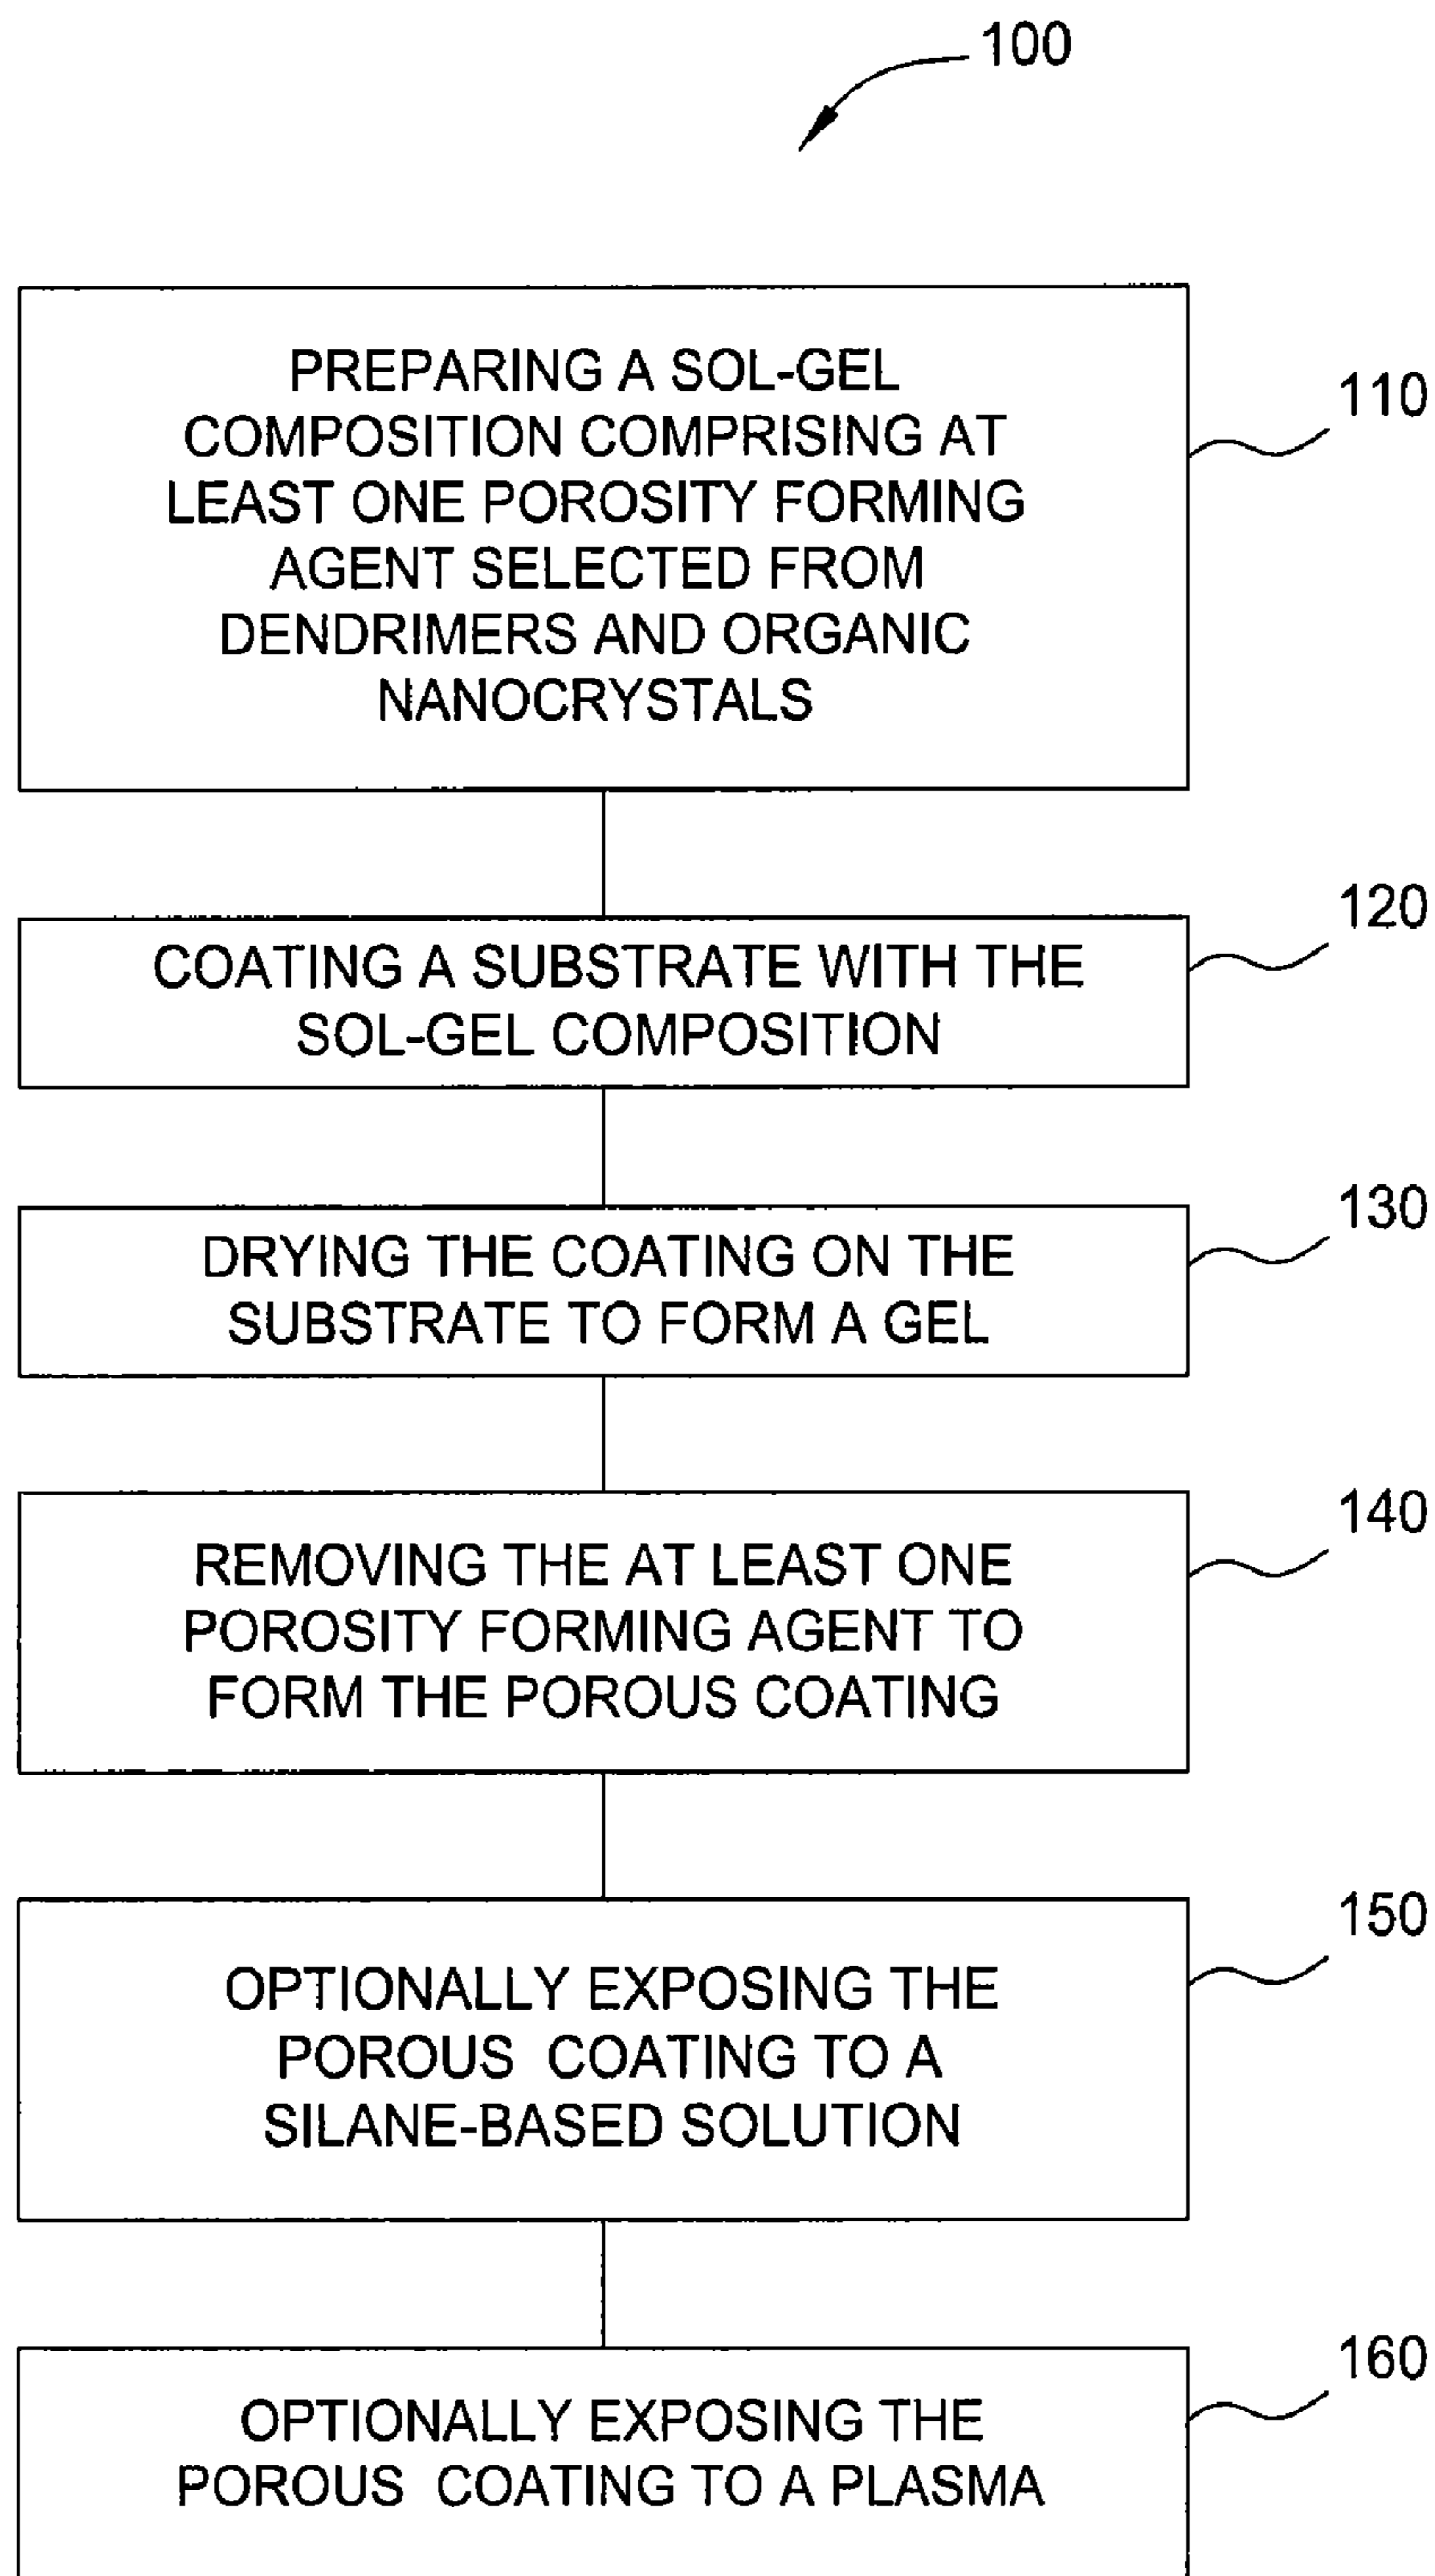 100
PREPARING A SOL-GEL
COMPOSITION COMPRISING AT
LEAST ONE POROSITY FORMING
AGENT SELECTED FROM
DENDRIMERS AND ORGANIC
NANOCRYSTALS
110
COATING A SUBSTRATE WITH THE
SOL-GEL COMPOSITION
120
DRYING THE COATING ON THE
SUBSTRATE TO FORM A GEL
130
REMOVING THE AT LEAST ONE
POROSITY FORMING AGENT TO
FORM THE POROUS COATING
140
OPTIONALLY EXPOSING THE
POROUS COATING TO A
SILANE-BASED SOLUTION
150
OPTIONALLY EXPOSING THE
POROUS COATING TO A PLASMA
160